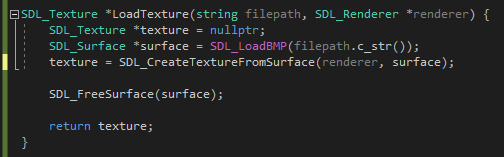 SDL_Texture *LoadTexture(string filepath, SDL_Renderer *renderer) {
    SDL_Texture *texture = nullptr;
    SDL_Surface *surface = SDL_LoadBMP(filepath.c_str());
    texture = SDL_CreateTextureFromSurface(renderer, surface);

    SDL_FreeSurface(surface);

    return texture;
}